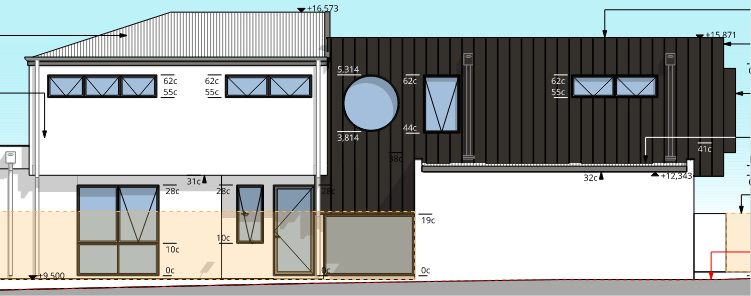 +16,573
+15,871
62c 62c 5,314 62c 62c
55c 55c 55c
3,814 44c
38c 41c
31c 32c +12,343
28c 28c 28c
19c
10c 10c
0c 0c 0c
+9,500